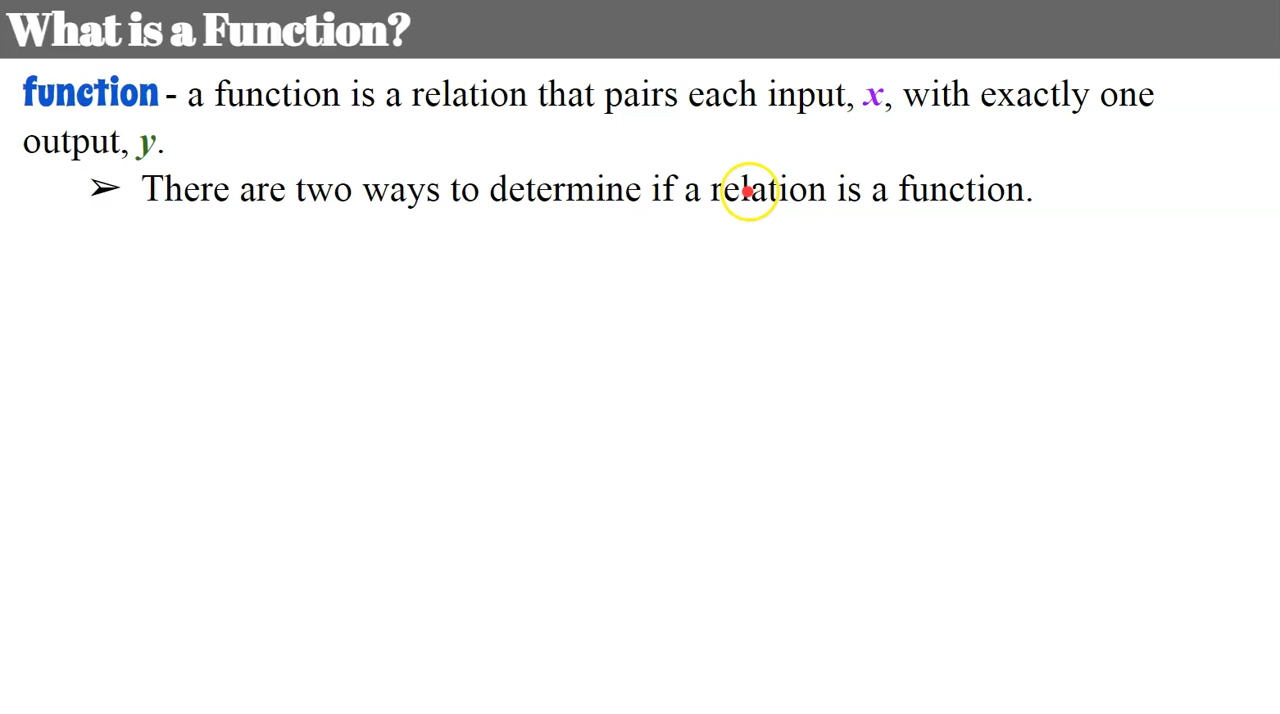 What is a Function?
function - a function is a relation that pairs each input, x, with exactly one
output, y.
➢ There are two ways to determine if a relation is a function.